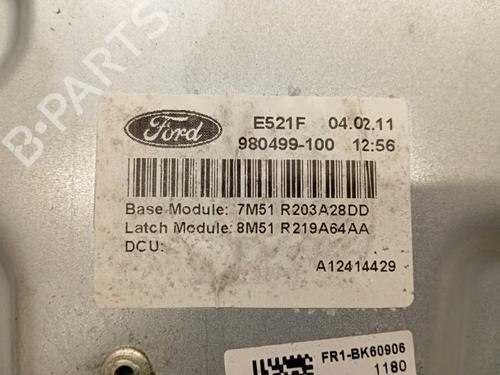 Ford
E521F 04.02.11
980499-100 12:56
Base Module: 7M51 R203A28DD
Latch Module: 8M51 R219A64AA
DCU:
A12414429
FR1-BK60906
1180
B-PARTS